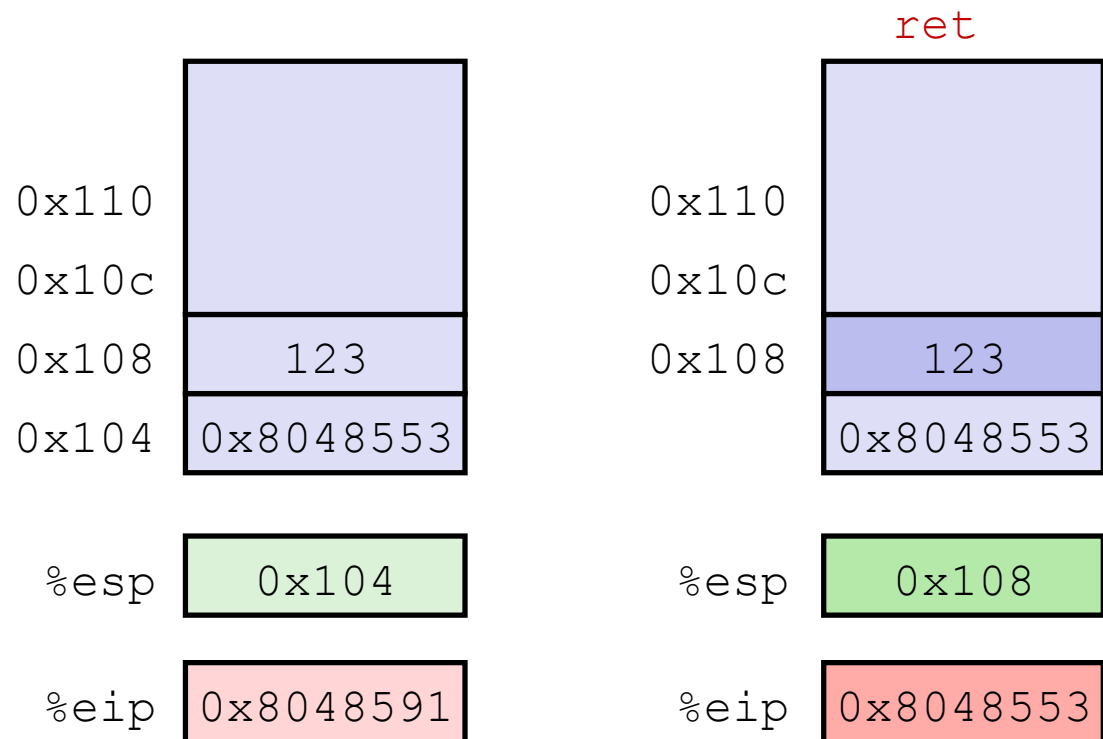 ret
0x110 0x110
0x10c 0x10c
0x108 123 0x108 123
0x104 0x8048553 0x8048553
%esp 0x104 %esp 0x108
%eip 0x8048591 %eip 0x8048553